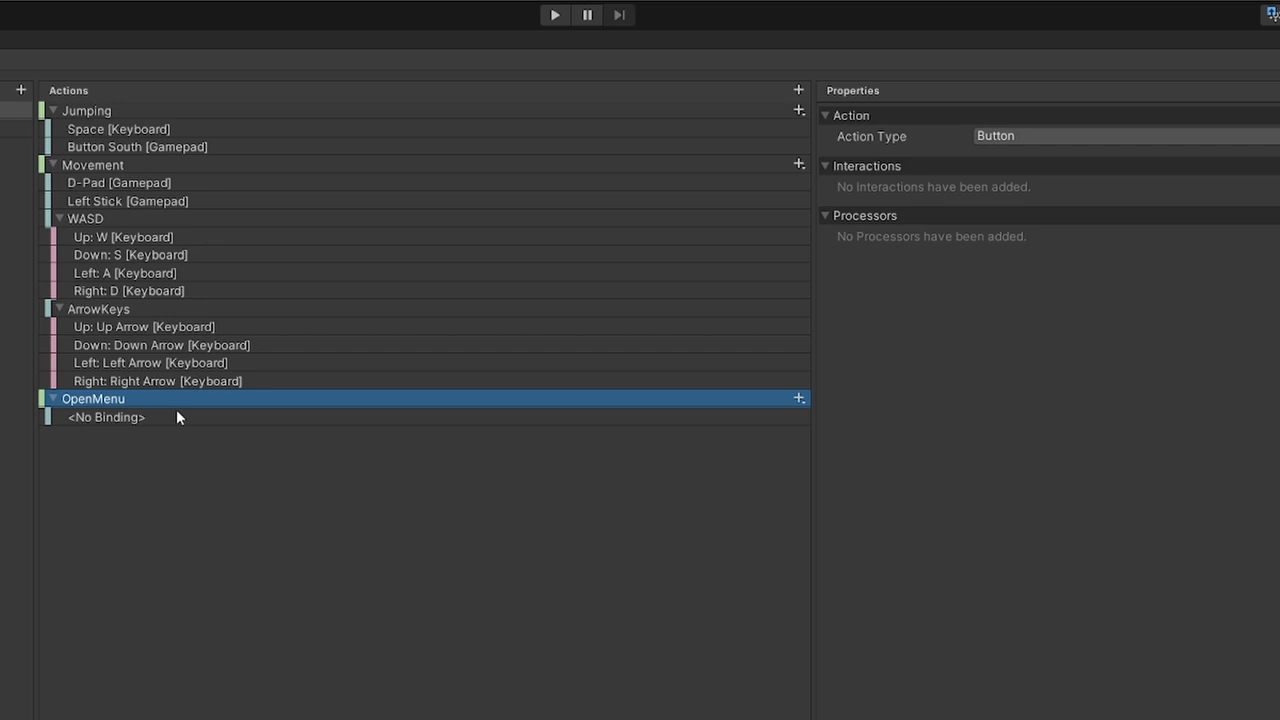 Actions
Jumping
Space [Keyboard]
Button South [Gamepad]
Movement
D-Pad [Gamepad]
Left Stick [Gamepad]
WASD
Up: W [Keyboard]
Down: S [Keyboard]
Left: A [Keyboard]
Right: D [Keyboard]
ArrowKeys
Up: Up Arrow [Keyboard]
Down: Down Arrow [Keyboard]
Left: Left Arrow [Keyboard]
Right: Right Arrow [Keyboard]
OpenMenu
<No Binding>
Properties
Action
Action Type Button
Interactions
No Interactions have been added.
Processors
No Processors have been added.